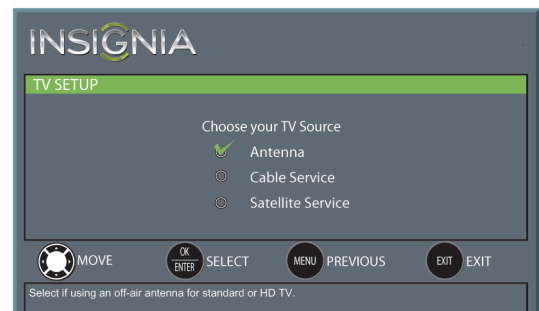 INSIGNIA
TV SETUP
Choose your TV Source
Antenna
Cable Service
Satellite Service
MOVE OK ENTER SELECT MENU PREVIOUS EXIT EXIT
Select if using an off-air antenna for standard or HD TV.